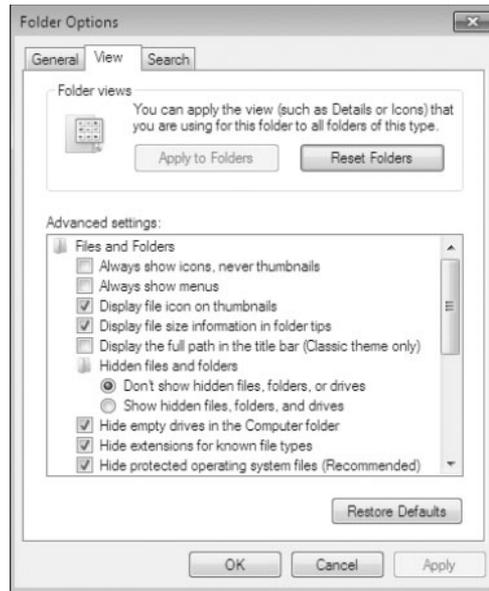 Folder Options
General View Search
Folder views
You can apply the view (such as Details or Icons) that
you are using for this folder to all folders of this type.
Apply to Folders Reset Folders
Advanced settings:
Files and Folders
Always show icons, never thumbnails
Always show menus
Display file icon on thumbnails
Display file size information in folder tips
Display the full path in the title bar (Classic theme only)
Hidden files and folders
Don't show hidden files, folders, or drives
Show hidden files, folders, and drives
Hide empty drives in the Computer folder
Hide extensions for known file types
Hide protected operating system files (Recommended)
Restore Defaults
OK Cancel Apply